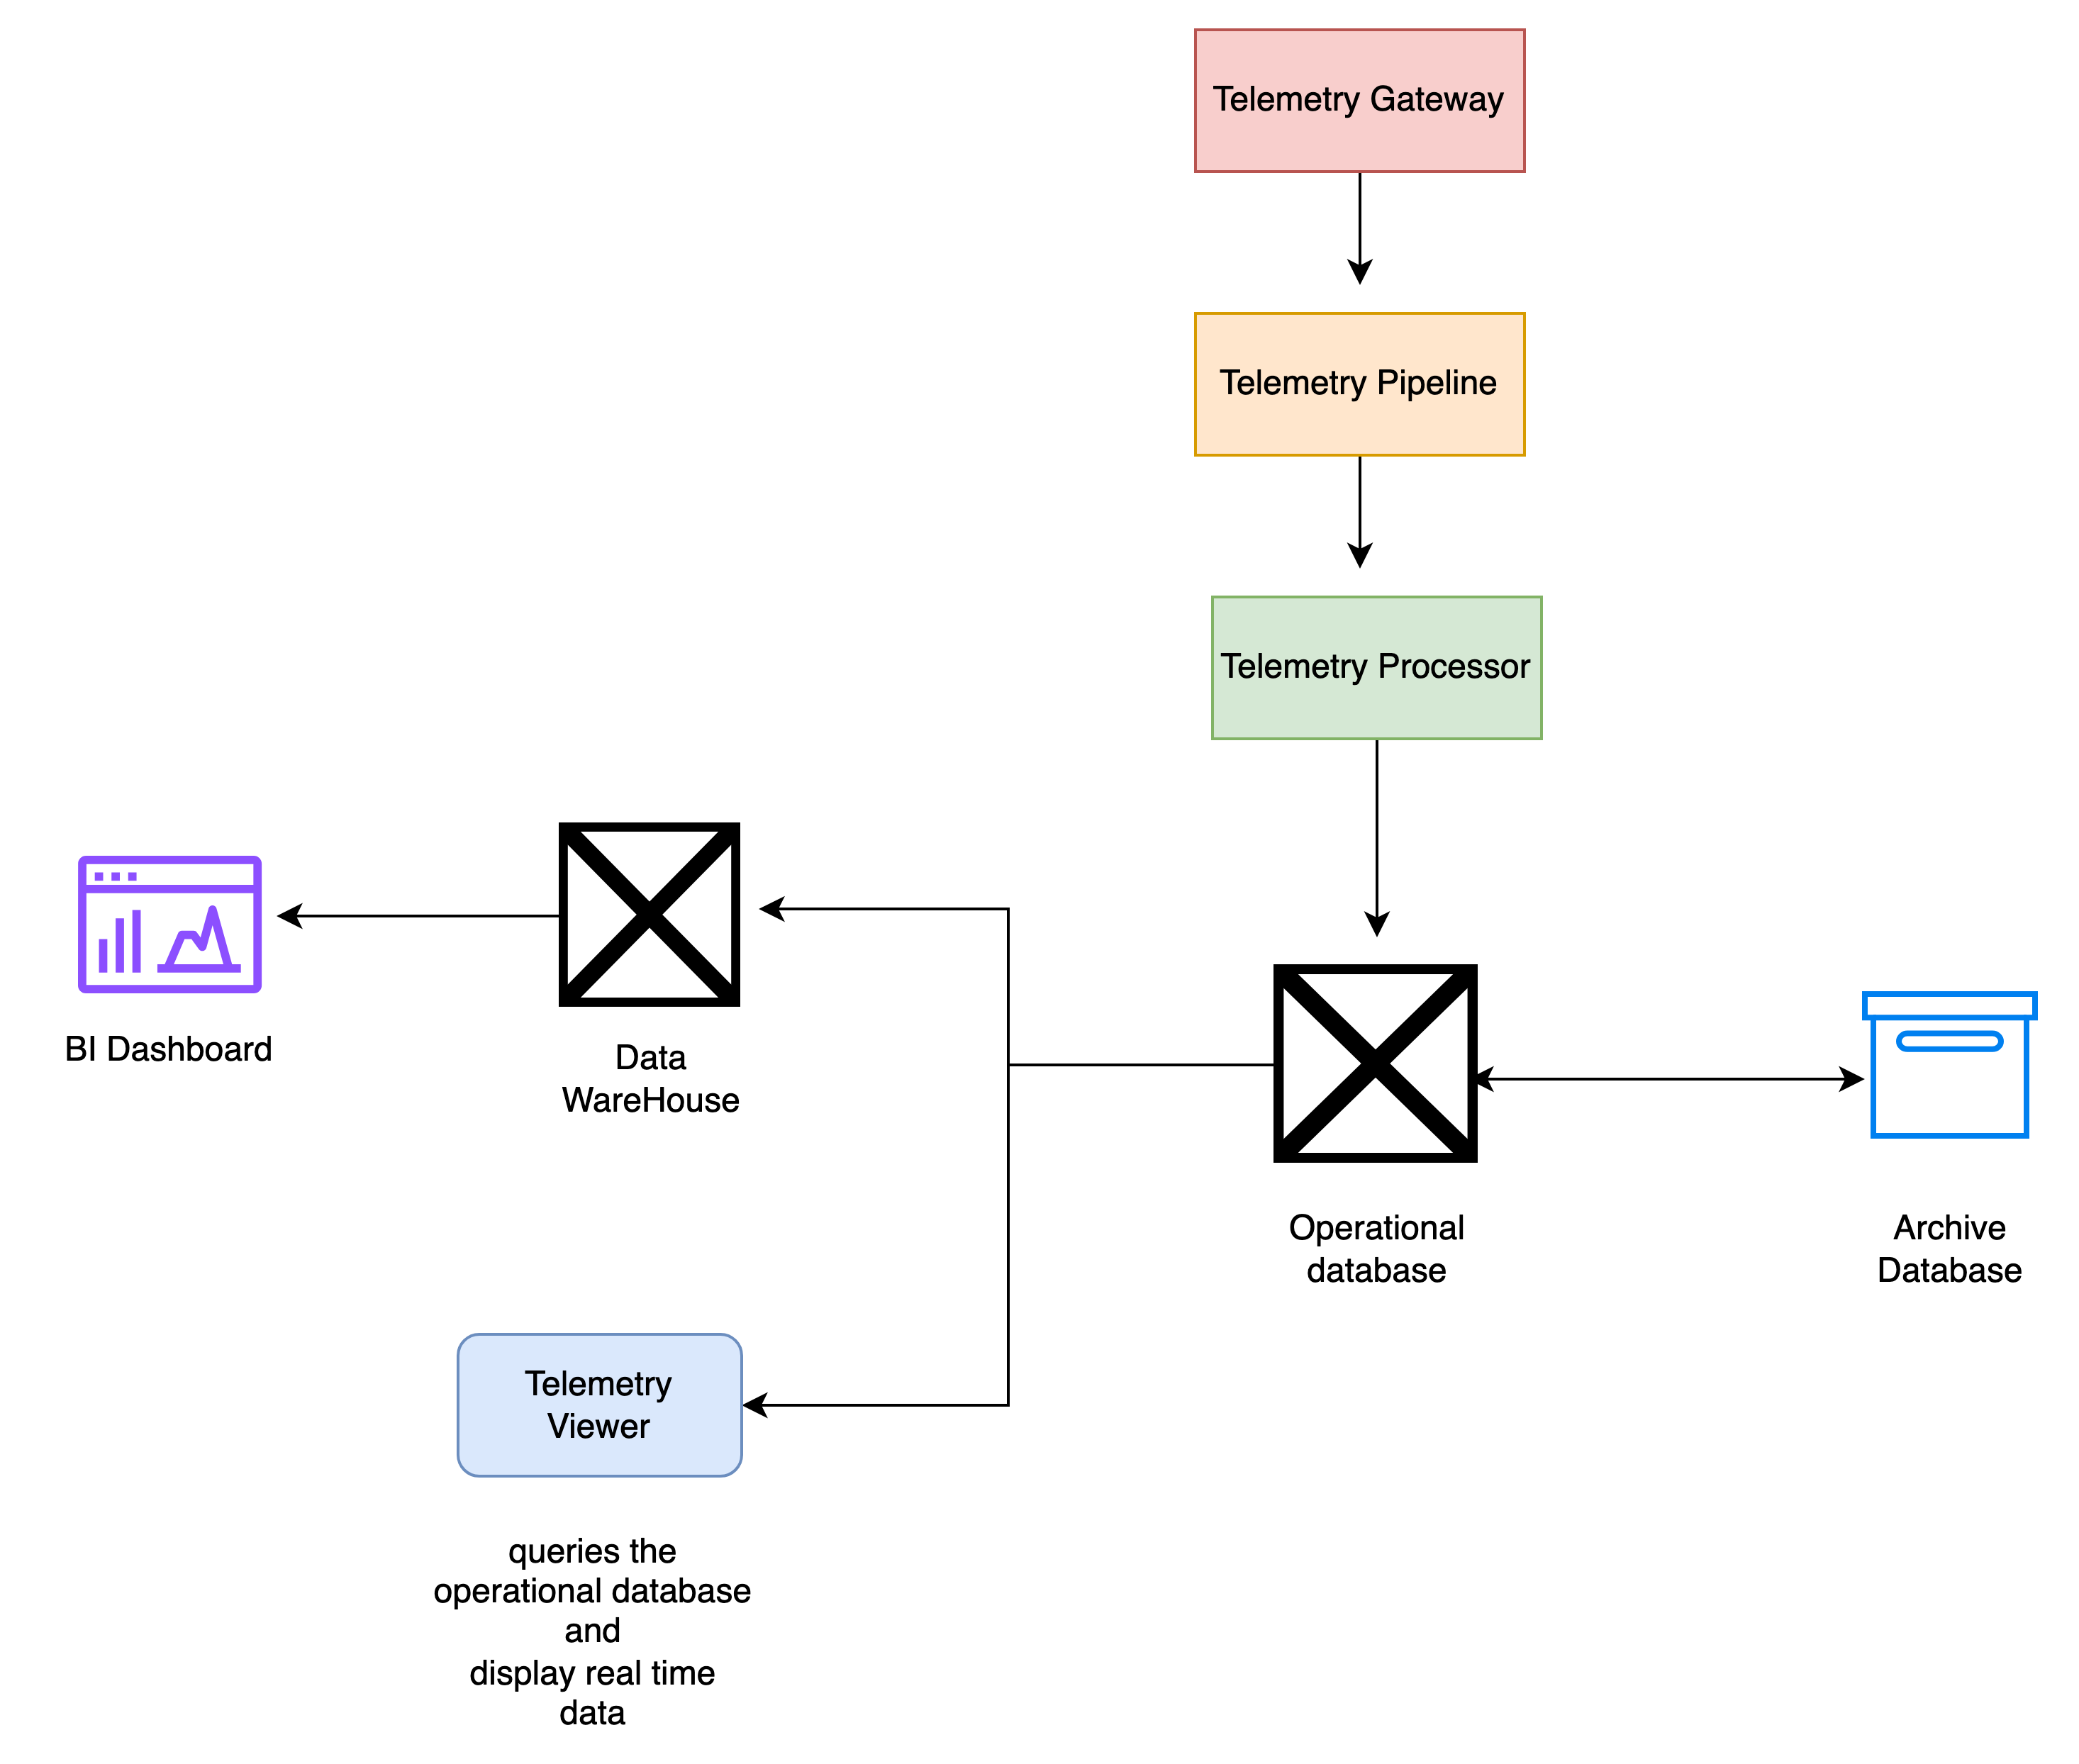 Telemetry Gateway
Telemetry Pipeline
Telemetry Processor
BI Dashboard
Data
WareHouse
Operational
database
Archive
Database
Telemetry
Viewer
queries the
operational database
and
display real time
data